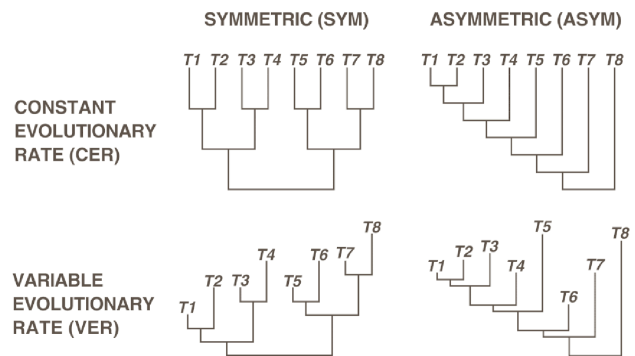 SYMMETRIC (SYM) ASYMMETRIC (ASYM)
T1 T2 T3 T4 T5 T6 T7 T8 T1 T2 T3 T4 T5 T6 T7 T8
CONSTANT
EVOLUTIONARY
RATE (CER)
T1 T2 T3 T4 T5 T6 T7 T8 T1 T2 T3 T4 T5 T6 T7 T8
VARIABLE
EVOLUTIONARY
RATE (VER)